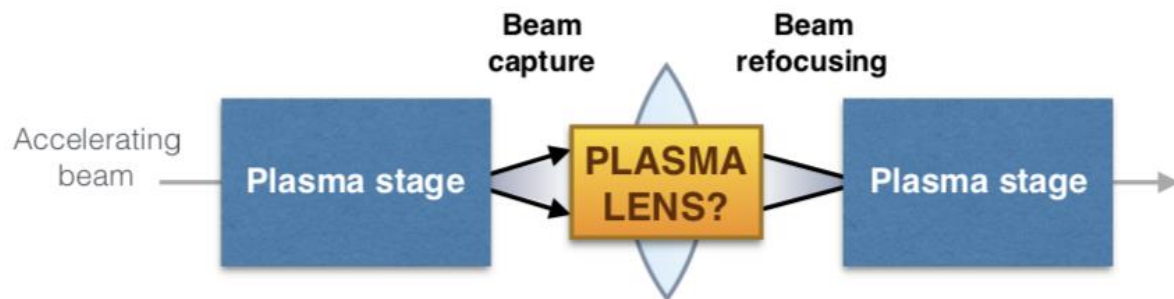 Beam
capture
Beam
refocusing
Accelerating
beam
Plasma stage
PLASMA
LENS?
Plasma stage